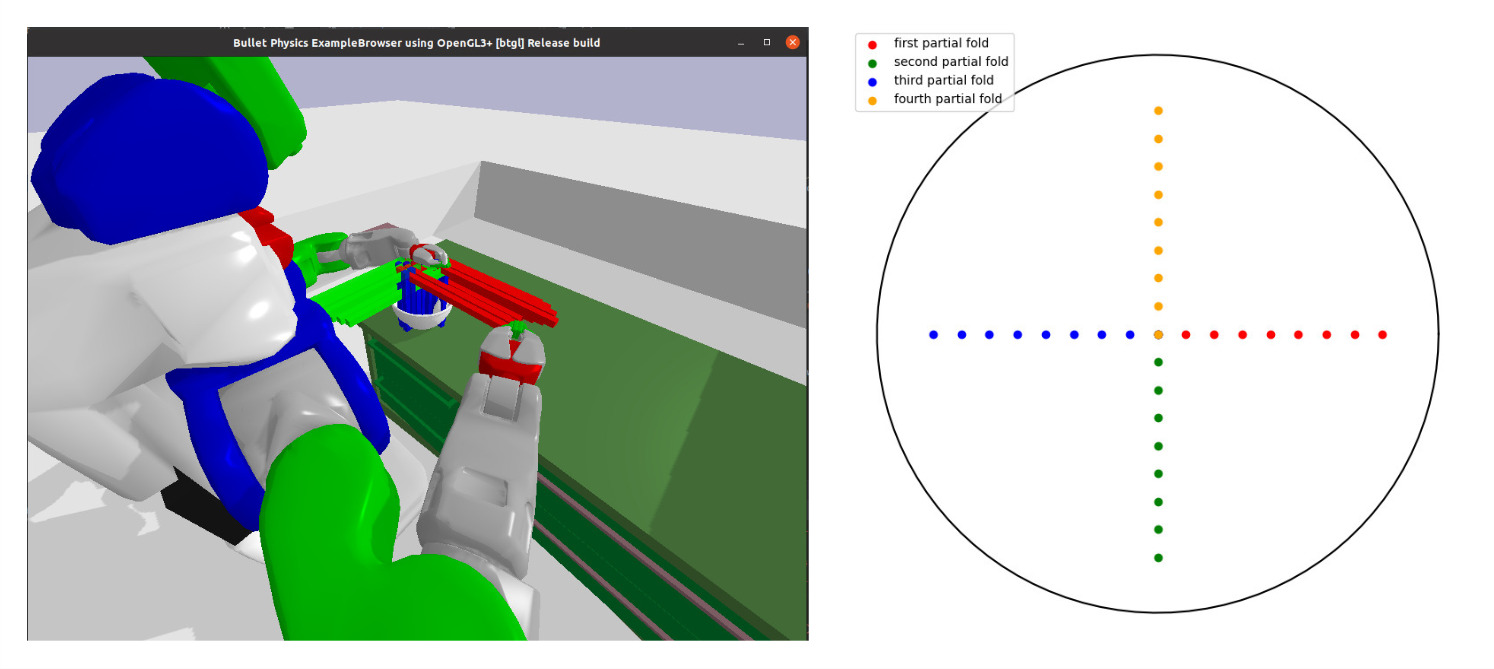 Bullet Physics ExampleBrowser using OpenGL3+ [btgl] Release build
first partial fold
second partial fold
third partial fold
fourth partial fold